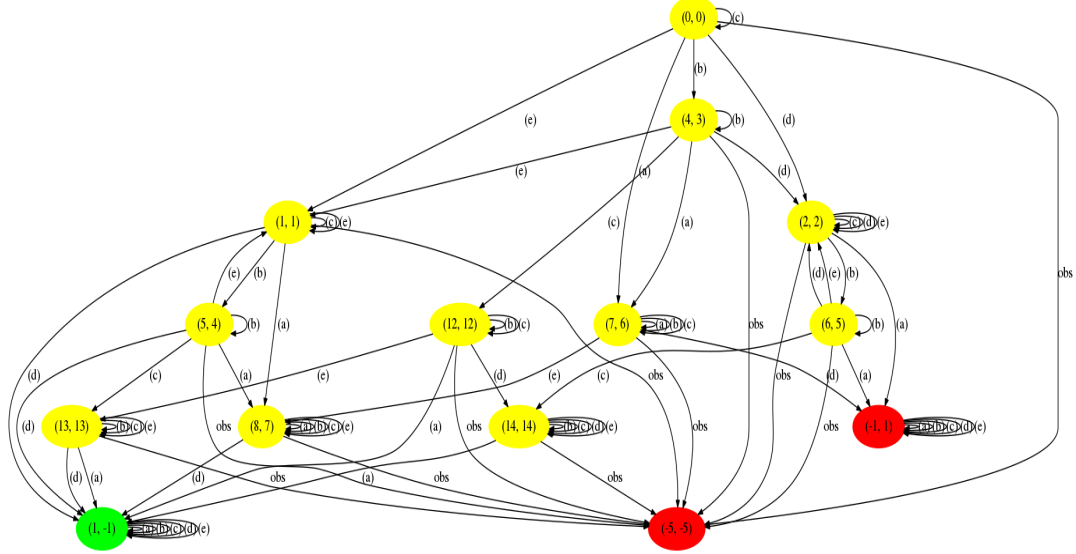 (0, 0) (c)
(b)
(4, 3) (b) (d)
(e)
(e) (a) (d)
(1, 1) (c) (e) (c) (a) (2, 2) (c) (d) (e)
obs
(e) (b) (d) (e) (b)
(5, 4) (b) (a) (12, 12) (b) (c) (7, 6) (a) (b) (c) obs (6, 5) (b) (a)
(d) (c) (a) (e) (d) (e) (c) obs obs (d) (a)
(13, 13) (b) (c) (e) (d) obs (8, 7) (a) (b) (c) (e) (a) obs (14, 14) (b) (c) (d) (e) obs obs (-1, 1) (a) (b) (c) (d) (e)
(d) (a) (d) obs (a) obs obs
(1, -1) (a) (b) (c) (d) (e) (-5, -5)